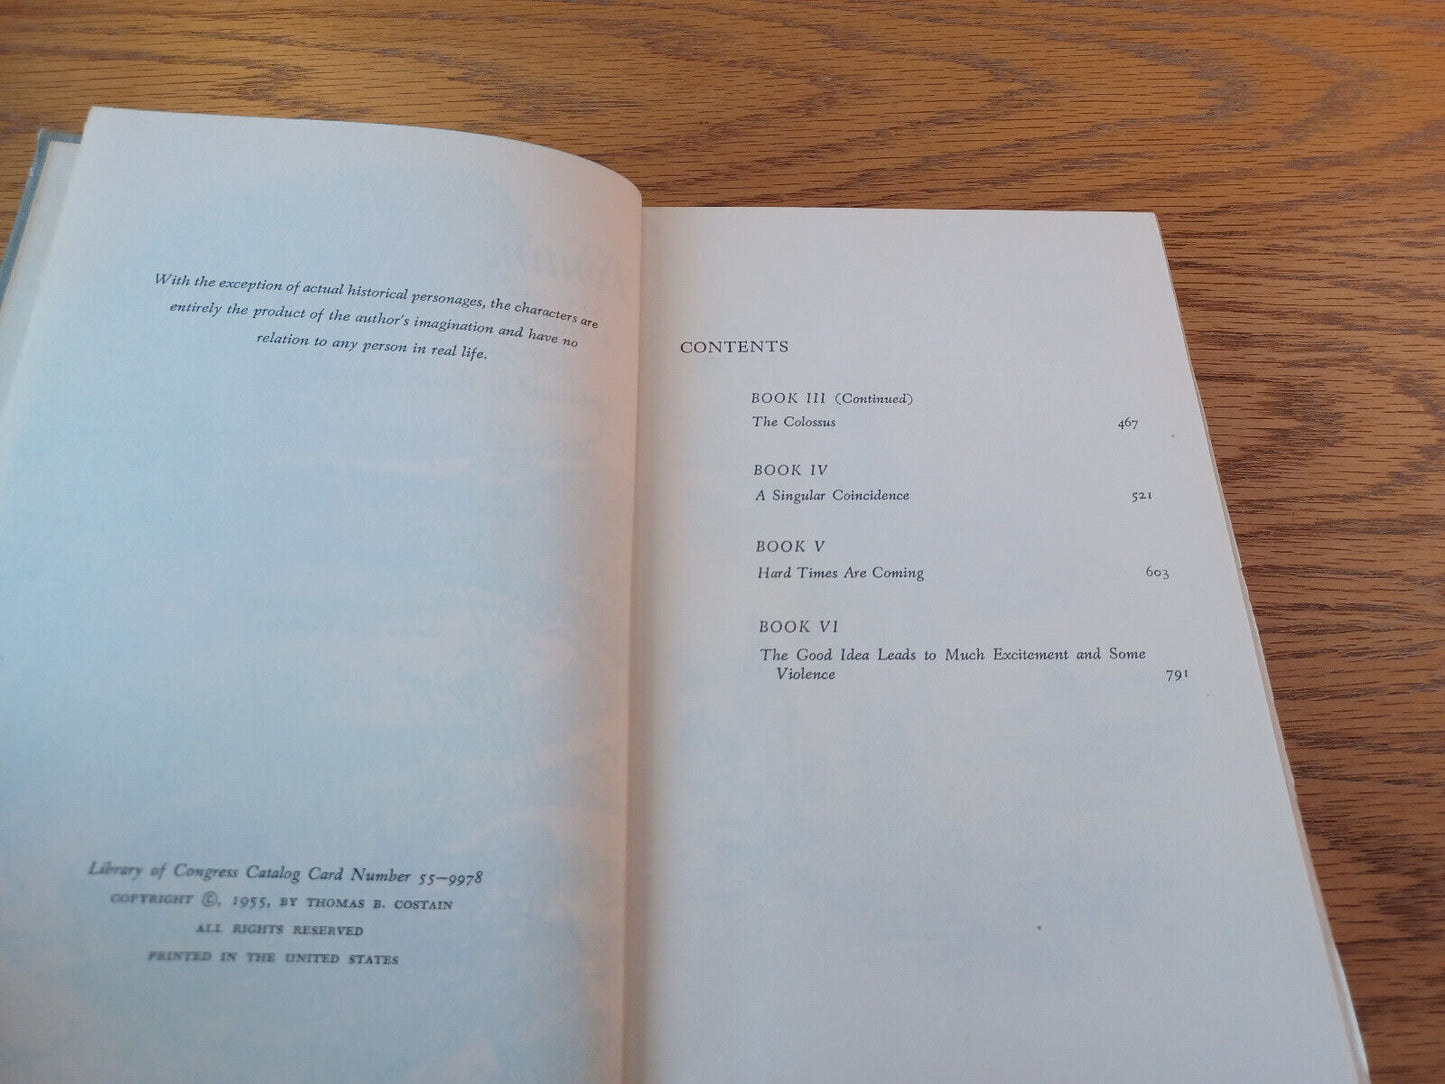 With the exception of actual historical personages, the characters are
entirely the product of the author's imagination and have no
relation to any person in real life.
Library of Congress Catalog Card Number 55–9978
COPYRIGHT ©, 1955, BY THOMAS B. COSTAIN
ALL RIGHTS RESERVED
PRINTED IN THE UNITED STATES
CONTENTS
BOOK III (Continued)
The Colossus 467
BOOK IV
A Singular Coincidence 521
BOOK V
Hard Times Are Coming 603
BOOK VI
The Good Idea Leads to Much Excitement and Some
Violence 791